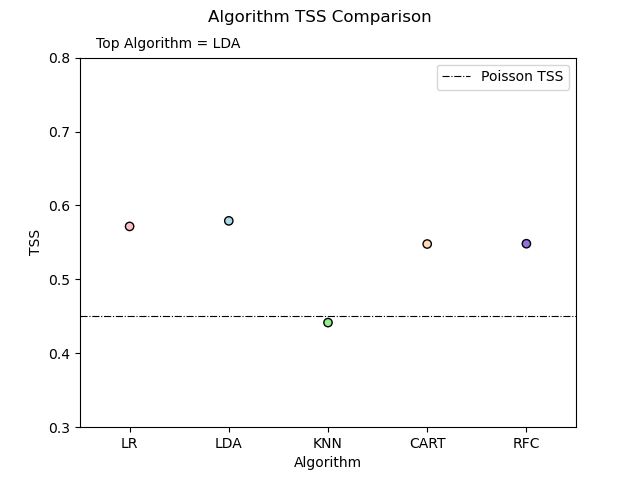 Algorithm TSS Comparison
Top Algorithm = LDA
Poisson TSS
0.8
0.7
0.6
0.5
0.4
0.3
TSS
LR LDA KNN CART RFC
Algorithm